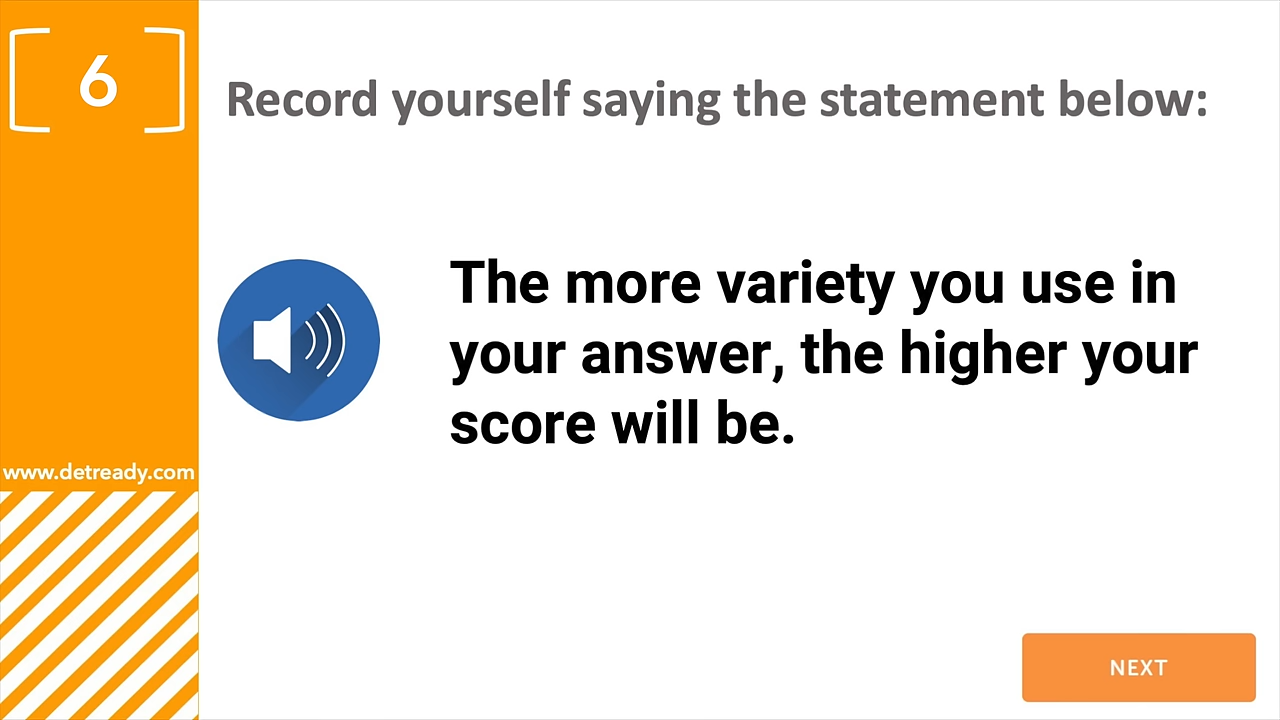 6
Record yourself saying the statement below:
The more variety you use in
your answer, the higher your
score will be.
www.detready.com
NEXT